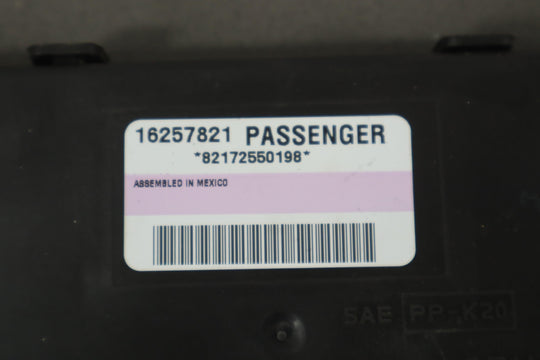 16257821 PASSENGER
*82172550198*
ASSEMBLED IN MEXICO
SAE PP-K20